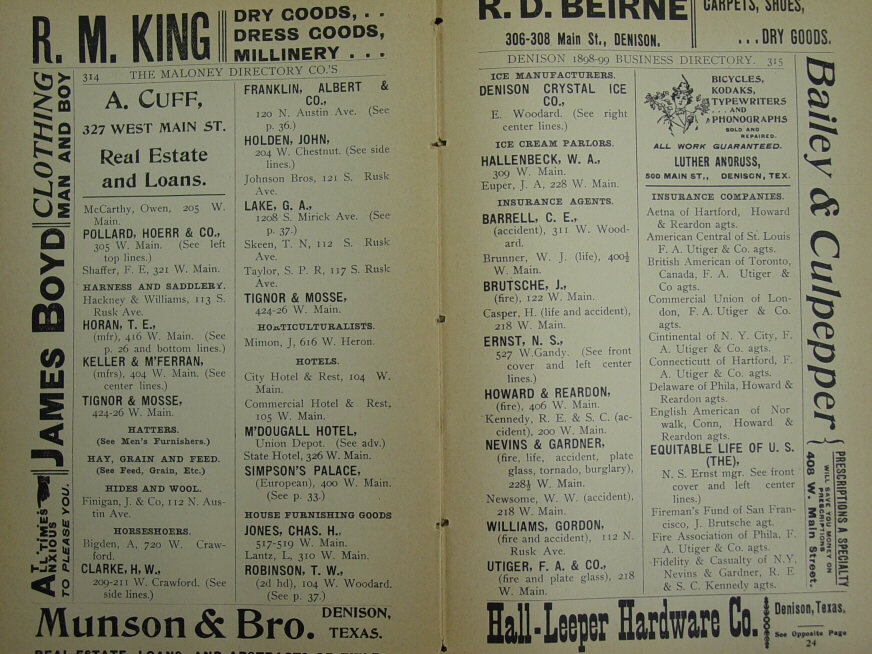 R. M. KING
DRY GOODS, . .
DRESS GOODS,
MILLINERY . . .
314 THE MALONEY DIRECTORY CO.'S
JAMES BOYD
CLOTHING
MAN AND BOY
AT ALL TIMES
ANXIOUS
TO PLEASE YOU.
A. CUFF,
327 WEST MAIN ST.
Real Estate
and Loans.
McCarthy, Owen, 205 W.
Main.
POLLARD, HOERR & CO.,
305 W. Main. (See left
top lines.)
Shaffer, F. E, 321 W. Main.
HARNESS AND SADDLERY.
Hackney & Williams, 113 S.
Rusk Ave.
HORAN, T. E.,
(mfr), 416 W. Main. (See
p. 26 and bottom lines.)
KELLER & M'FERRAN,
(mfrs), 404 W. Main. (See
center lines.)
TIGNOR & MOSSE,
424-26 W. Main.
HATTERS.
(See Men's Furnishers.)
HAY, GRAIN AND FEED.
(See Feed, Grain, Etc.)
HIDES AND WOOL.
Finigan, J. & Co, 112 N. Aus-
tin Ave.
HORSESHOERS.
Bigden, A, 720 W. Craw-
ford.
CLARKE, H. W.,
209-211 W. Crawford. (See
side lines.)
FRANKLIN, ALBERT &
CO.,
120 N. Austin Ave. (See
p. 36.)
HOLDEN, JOHN,
204 W. Chestnut. (See side
lines.)
Johnson Bros, 121 S. Rusk
Ave.
LAKE, G. A.,
1208 S. Mirick Ave. (See
p. 37.)
Skeen, T. N, 112 S. Rusk
Ave.
Taylor, S. P. R, 117 S. Rusk
Ave.
TIGNOR & MOSSE,
424-26 W. Main.
HORTICULTURALISTS.
Mimon, J, 616 W. Heron.
HOTELS.
City Hotel & Rest, 104 W.
Main.
Commercial Hotel & Rest,
105 W. Main.
M'DOUGALL HOTEL,
Union Depot. (See adv.)
State Hotel, 326 W. Main.
SIMPSON'S PALACE,
(European), 400 W. Main.
(See p. 33.)
HOUSE FURNISHING GOODS
JONES, CHAS. H.,
517-519 W. Main.
Lantz, L, 310 W. Main.
ROBINSON, T. W.,
(2d hd), 104 W. Woodard.
(See p. 37.)
Munson & Bro.
DENISON,
TEXAS.
REAL ESTATE, LOANS, AND ABSTRACTS OF TITLE
R. D. BEIRNE
CARPETS, SHOES,
306-308 Main St., DENISON.
. . . DRY GOODS.
DENISON 1898-99 BUSINESS DIRECTORY. 315
ICE MANUFACTURERS.
DENISON CRYSTAL ICE
CO.,
E. Woodard. (See right
center lines.)
ICE CREAM PARLORS.
HALLENBECK, W. A.,
309 W. Main.
Euper, J. A, 228 W. Main.
INSURANCE AGENTS.
BARRELL, C. E.,
(accident), 311 W. Wood-
ard.
Brunner, W. J. (life), 400½
W. Main.
BRUTSCHE, J.,
(fire), 122 W. Main.
Casper, H. (life and accident),
218 W. Main.
ERNST, N. S.,
527 W.Gandy. (See front
cover and left center
lines.)
HOWARD & REARDON,
(fire), 406 W. Main.
Kennedy, R. E. & S. C. (ac-
cident), 200 W. Main.
NEVINS & GARDNER,
(fire, life, accident, plate
glass, tornado, burglary),
228½ W. Main.
Newsome, W. W. (accident),
218 W. Main.
WILLIAMS, GORDON,
(fire and accident), 112 N.
Rusk Ave.
UTIGER, F. A. & CO.,
(fire and plate glass), 218
W. Main.
BICYCLES,
KODAKS,
TYPEWRITERS
... AND
PHONOGRAPHS
SOLD AND
REPAIRED.
ALL WORK GUARANTEED.
LUTHER ANDRUSS,
500 MAIN ST., DENISON, TEX.
INSURANCE COMPANIES.
Aetna of Hartford, Howard
& Reardon agts.
American Central of St. Louis
F. A. Utiger & Co. agts.
British American of Toronto,
Canada, F. A. Utiger &
Co agts.
Commercial Union of Lon-
don, F. A. Utiger & Co.
agts.
Cintinental of N. Y. City, F.
A. Utiger & Co. agts.
Connecticutt of Hartford, F.
A. Utiger & Co. agts.
Delaware of Phila, Howard &
Reardon agts.
English American of Nor
walk, Conn, Howard &
Reardon agts.
EQUITABLE LIFE OF U. S.
(THE),
N. S. Ernst mgr. See front
cover and left center
lines.)
Fireman's Fund of San Fran-
cisco, J. Brutsche agt.
Fire Association of Phila, F.
A. Utiger & Co. agts.
Fidelity & Casualty of N.Y,
Nevins & Gardner, R. E
& S. C. Kennedy agts.
Bailey & Culpepper
PRESCRIPTIONS A SPECIALTY
WILL SAVE YOU MONEY ON
PRESCRIPTIONS
408 W. Main Street.
Hall-Leeper Hardware Co.
Denison, Texas.
See Opposite Page
24